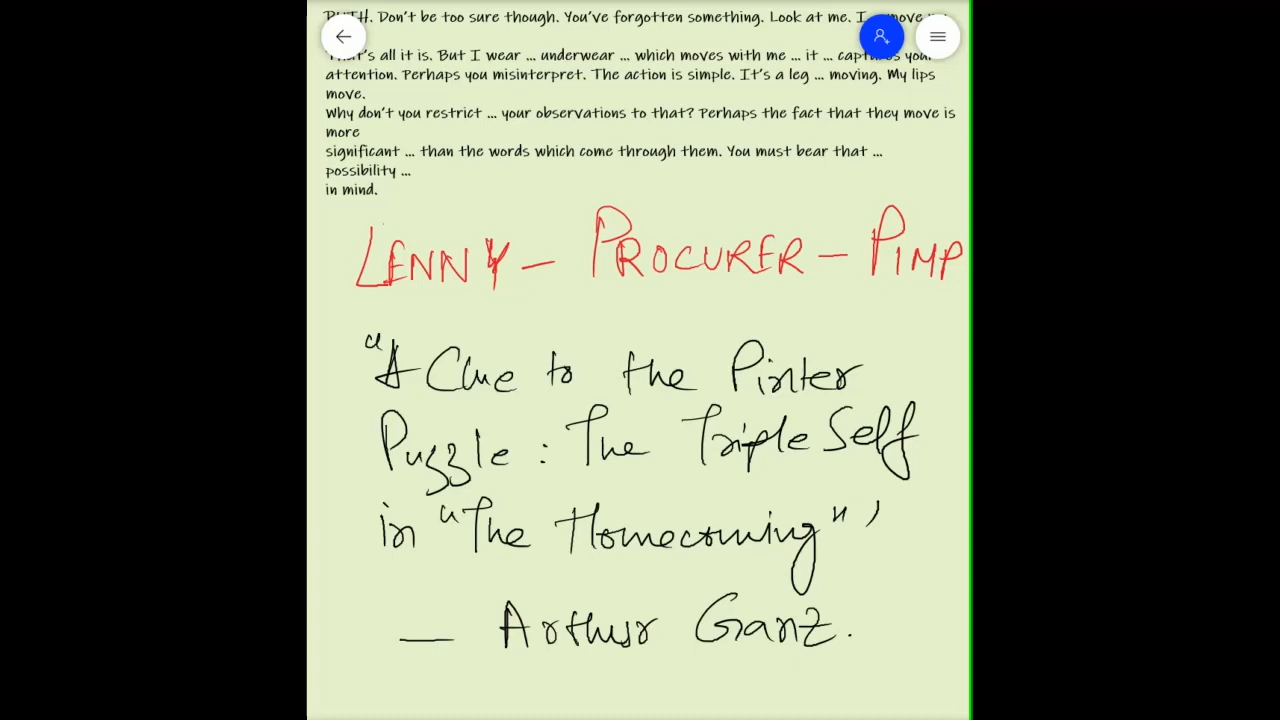 RUTH. Don't be too sure though. You've forgotten something. Look at me. I ... move
That's all it is. But I wear ... underwear ... which moves with me ... it ... captures your
attention. Perhaps you misinterpret. The action is simple. It's a leg ... moving. My lips
move.
Why don't you restrict ... your observations to that? Perhaps the fact that they move is
more
significant ... than the words which come through them. You must bear that ...
possibility ...
in mind.
LENNY - PROCURER - PIMP
"A Clue to the Pinter
Puzzle : The Triple Self
in "The Homecoming" '
— Arthur Ganz.